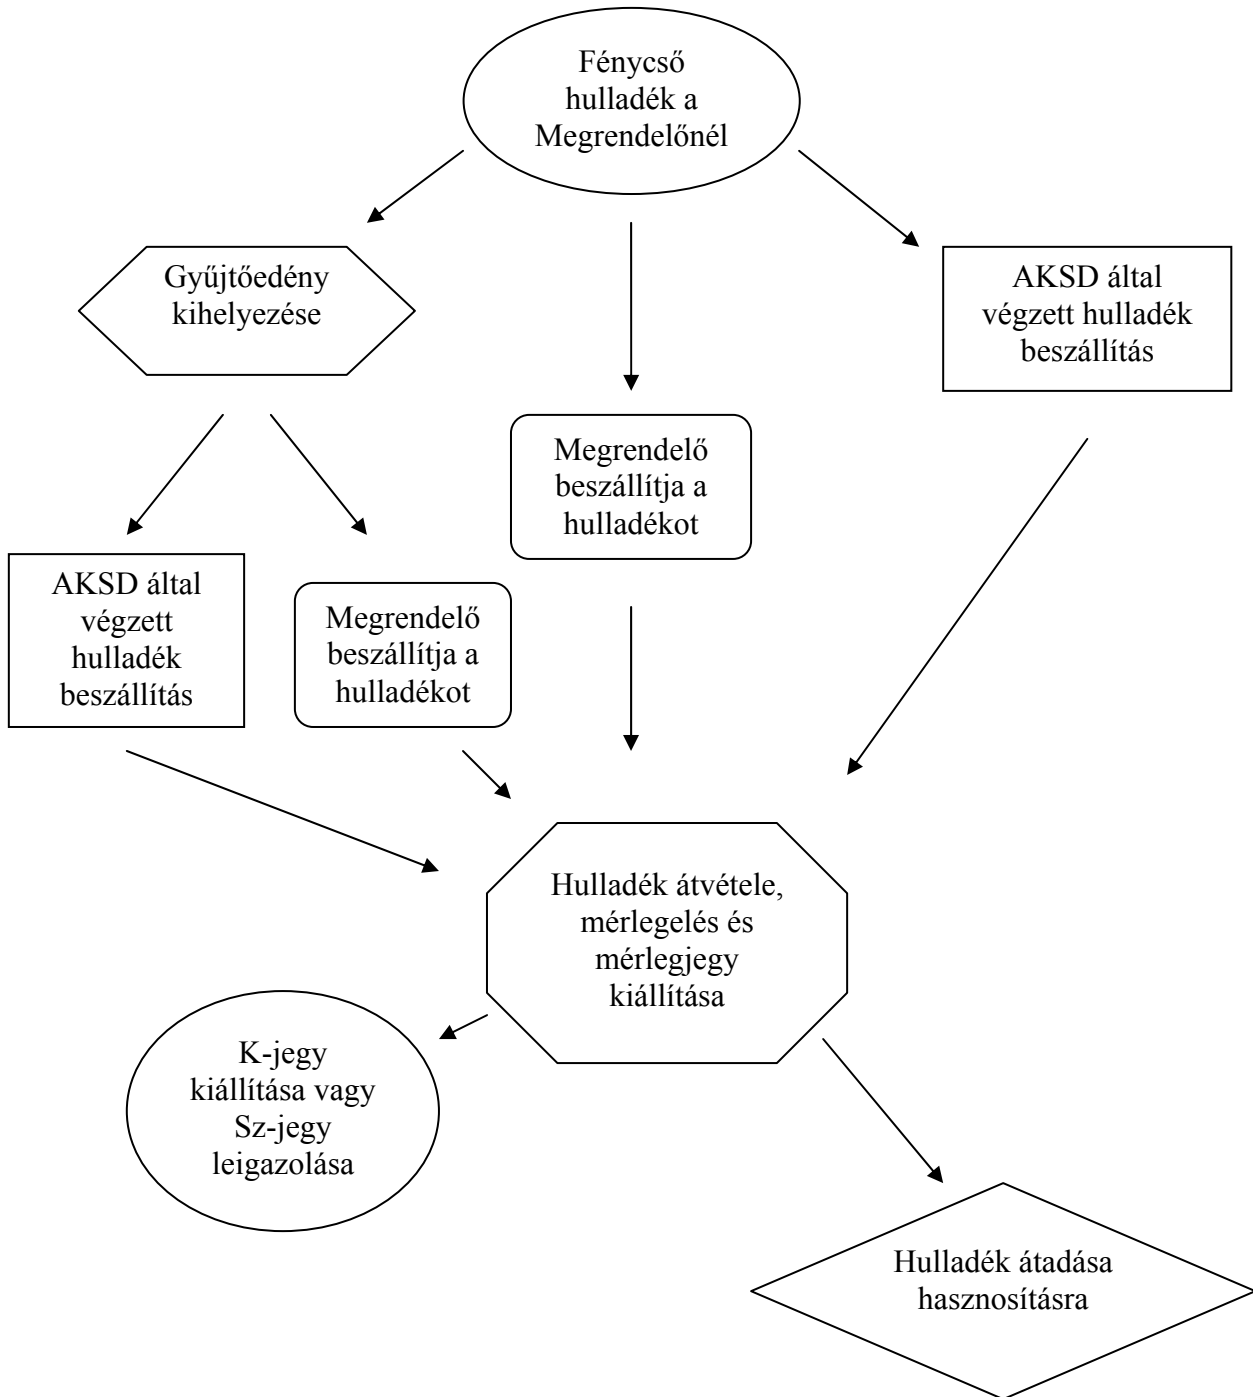 Fénycső
hulladék a
Megrendelőnél
Gyűjtőedény
kihelyezése
AKSD által
végzett hulladék
beszállítás
Megrendelő
beszállítja a
hulladékot
AKSD által
végzett
hulladék
beszállítás
Megrendelő
beszállítja a
hulladékot
Hulladék átvétele,
mérlegelés és
mérlegjegy
kiállítása
K-jegy
kiállítása vagy
Sz-jegy
leigazolása
Hulladék átadása
hasznosításra